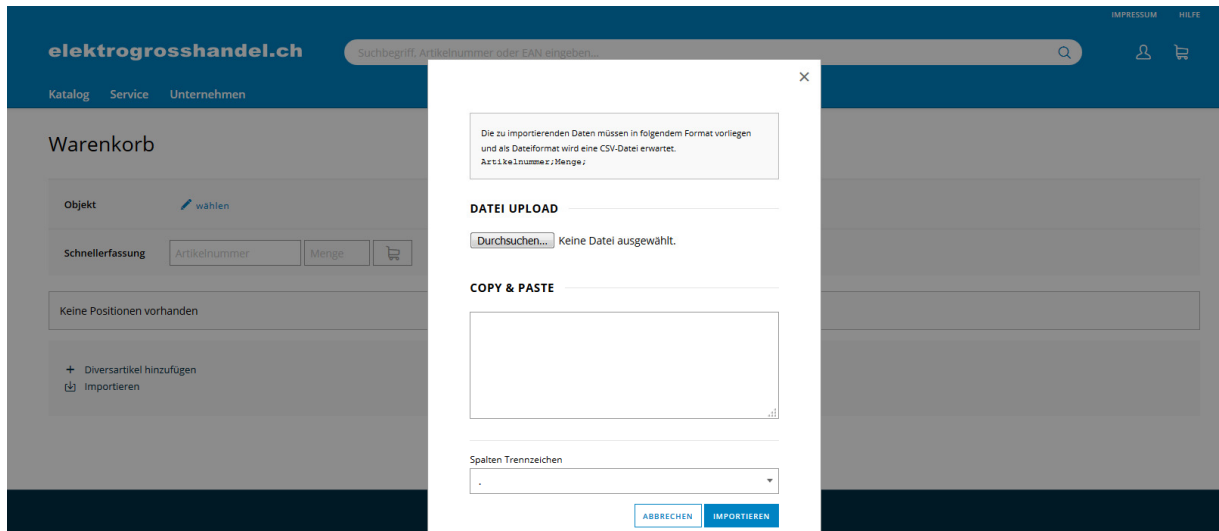 IMPRESSUM HILFE
elektrogrosshandel.ch
Suchbegriff, Artikelnummer oder EAN eingeben...
Katalog Service Unternehmen
Warenkorb
Objekt wählen
Schnellerfassung Artikelnummer Menge
Keine Positionen vorhanden
+ Diversartikel hinzufügen
Importieren
Die zu importierenden Daten müssen in folgendem Format vorliegen
und als Dateiformat wird eine CSV-Datei erwartet.
Artikelnummer;Menge;
DATEI UPLOAD
Durchsuchen... Keine Datei ausgewählt.
COPY & PASTE
Spalten Trennzeichen
.
ABBRECHEN IMPORTIEREN